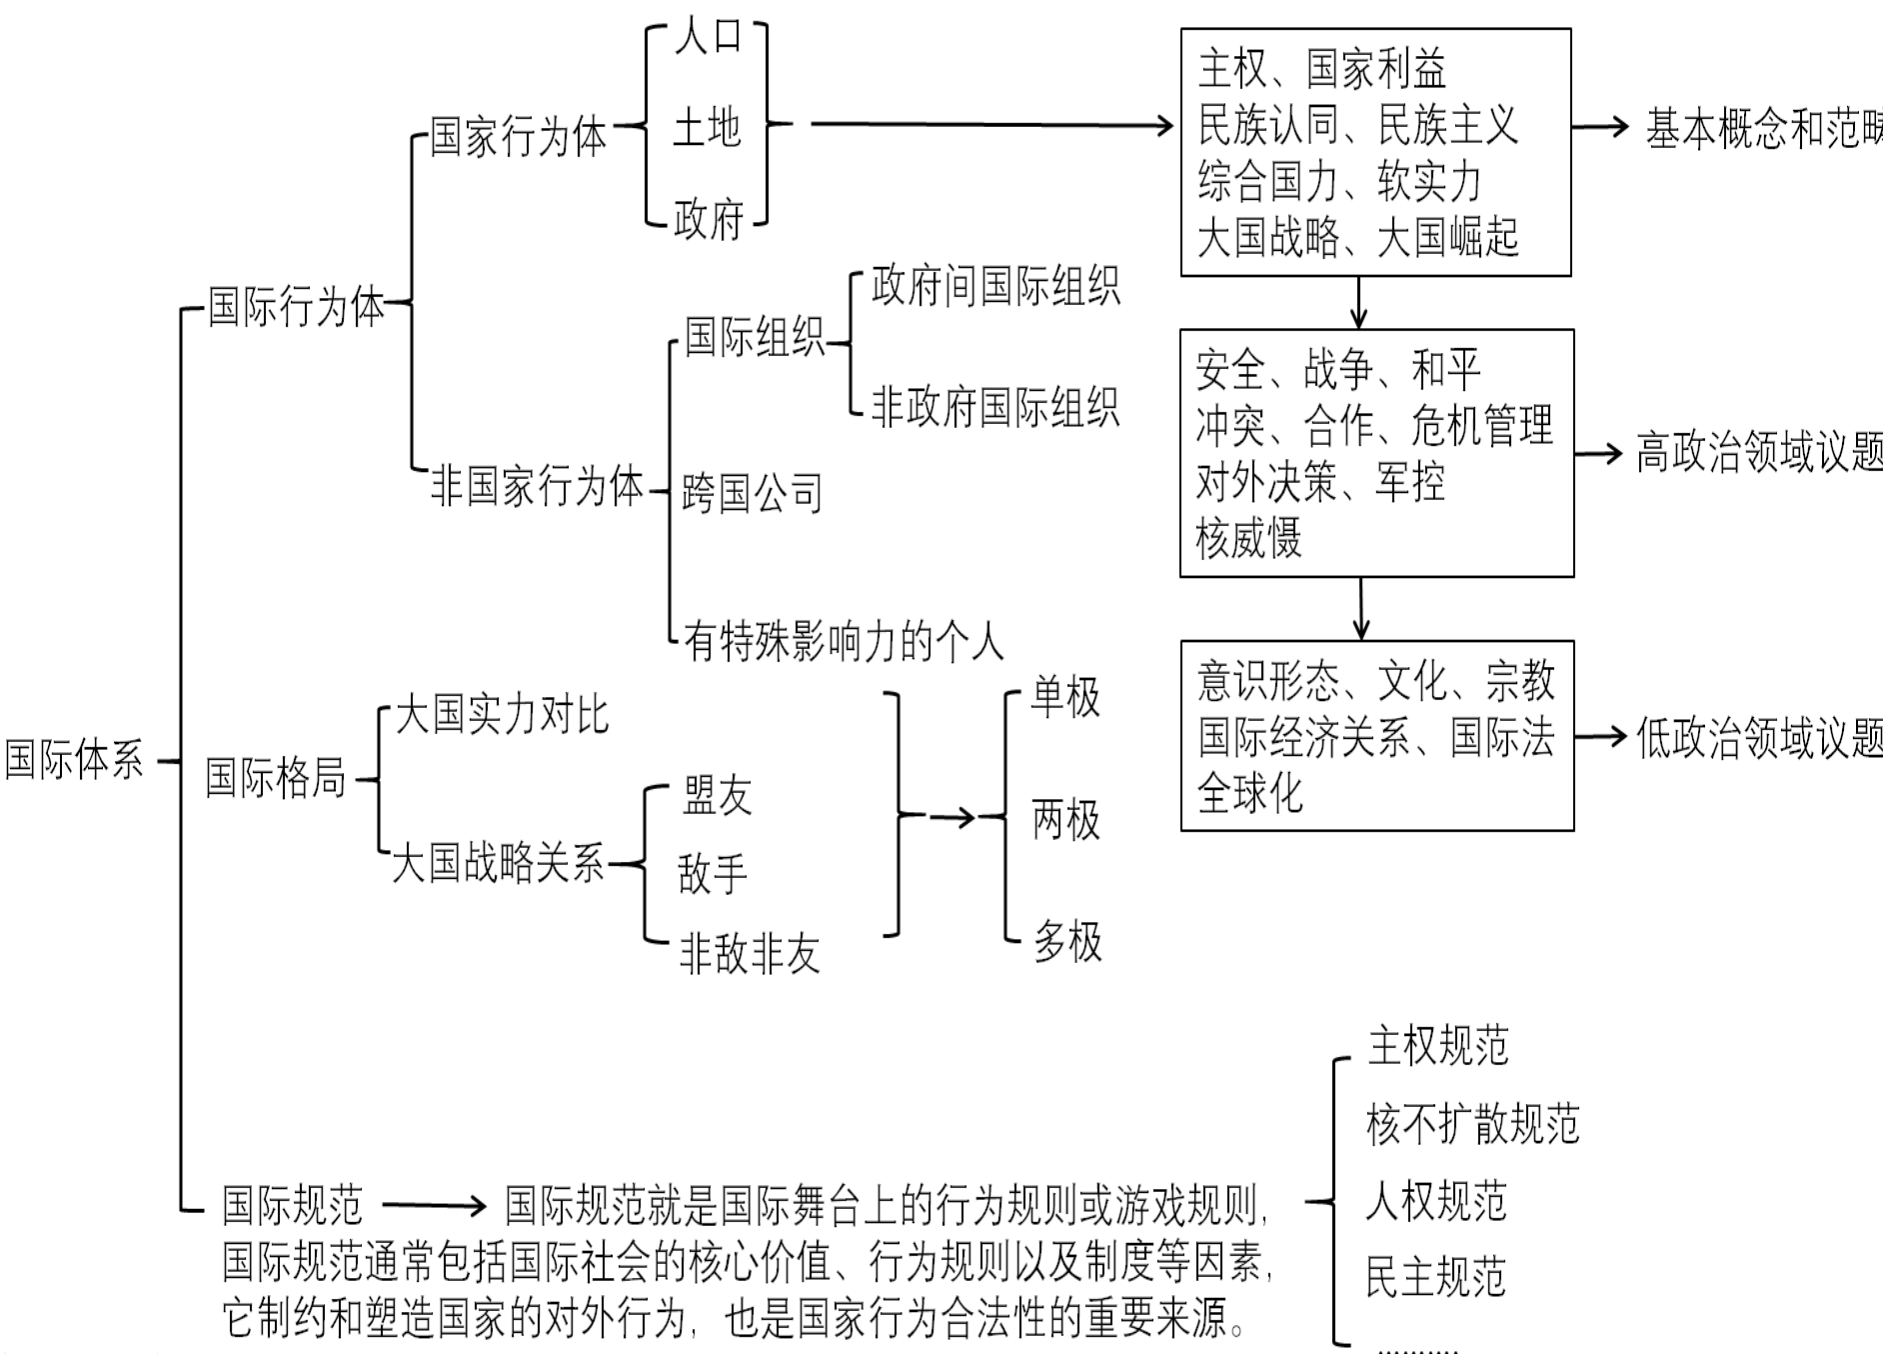 国际体系
国际行为体
国家行为体
人口
土地
政府
主权、国家利益
民族认同、民族主义
综合国力、软实力
大国战略、大国崛起
基本概念和范畴
非国家行为体
国际组织
政府间国际组织
非政府国际组织
跨国公司
有特殊影响力的个人
安全、战争、和平
冲突、合作、危机管理
对外决策、军控
核威慑
高政治领域议题
意识形态、文化、宗教
国际经济关系、国际法
全球化
低政治领域议题
国际格局
大国实力对比
大国战略关系
盟友
敌手
非敌非友
单极
两极
多极
国际规范
国际规范就是国际舞台上的行为规则或游戏规则,
国际规范通常包括国际社会的核心价值、行为规则以及制度等因素,
它制约和塑造国家的对外行为, 也是国家行为合法性的重要来源。
主权规范
核不扩散规范
人权规范
民主规范
..........